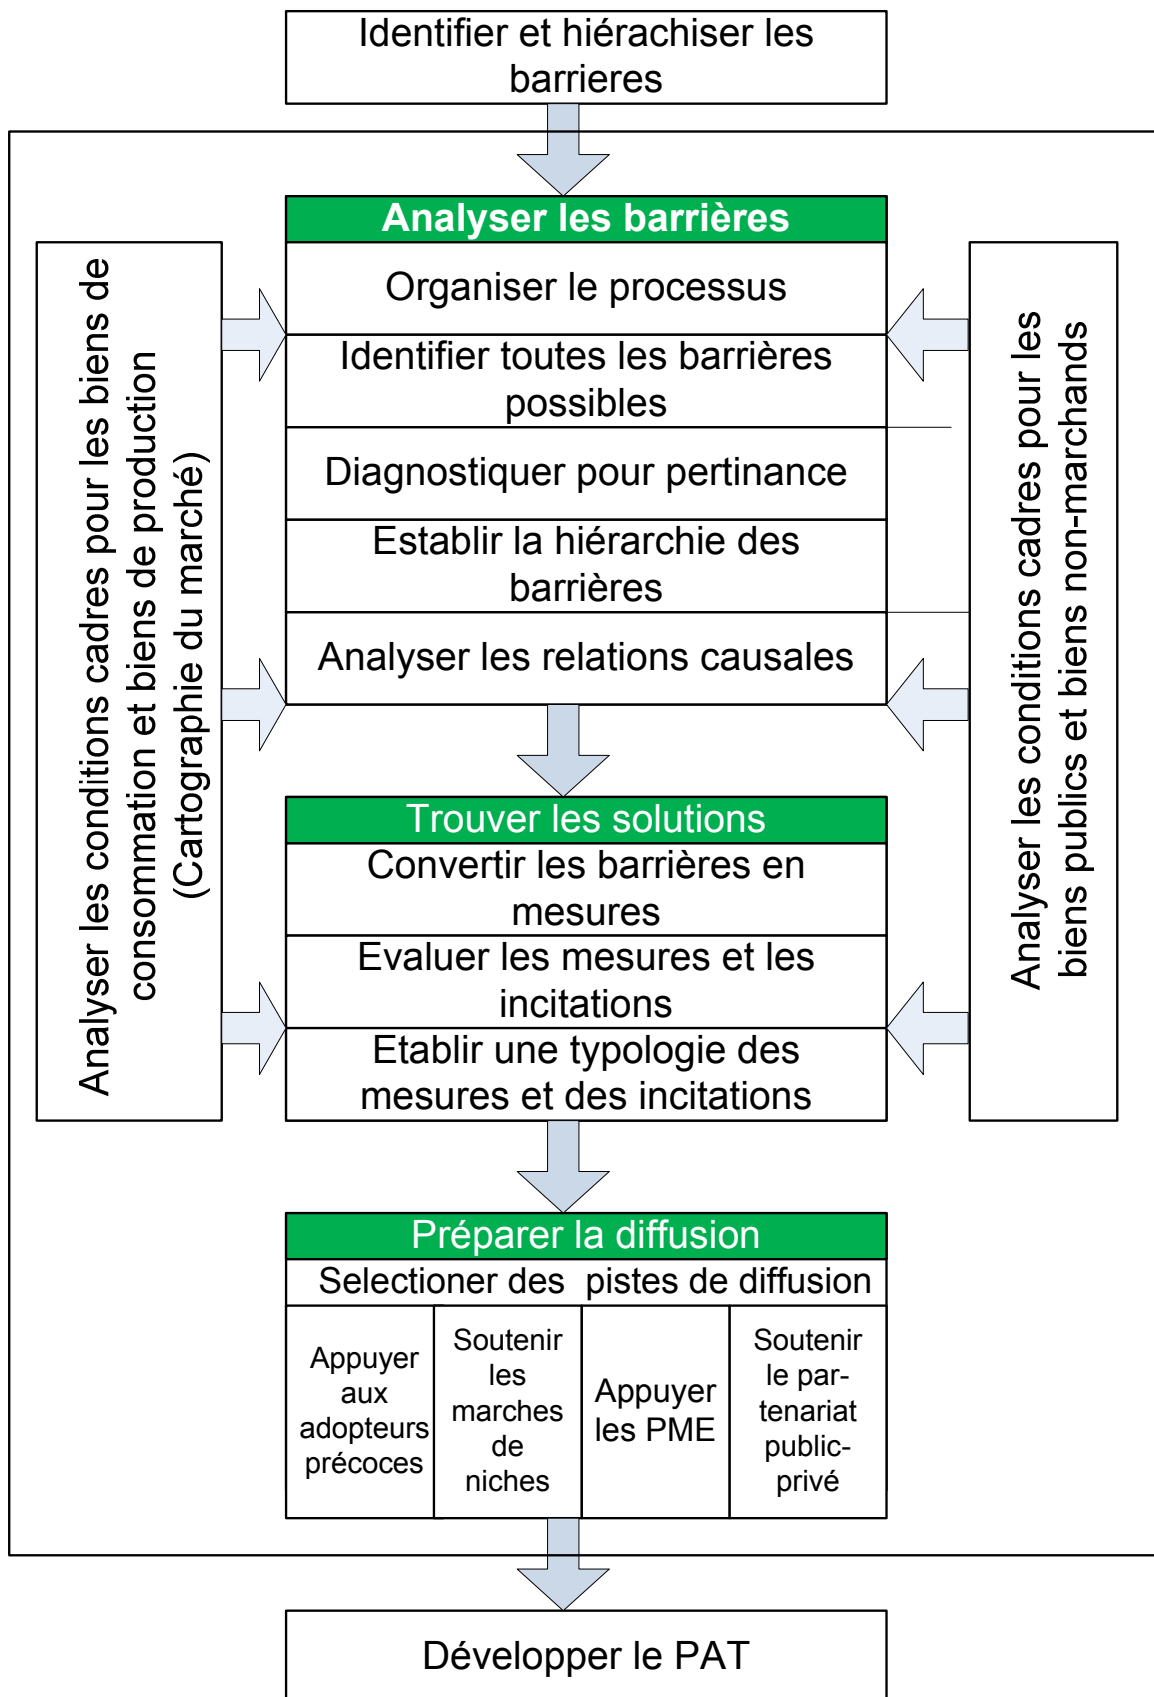 Identifier et hiérachiser les
barrieres
Analyser les barrières
Organiser le processus
Identifier toutes les barrières
possibles
Diagnostiquer pour pertinance
Establir la hiérarchie des
barrières
Analyser les relations causales
Analyser les conditions cadres pour les biens de
consommation et biens de production
(Cartographie du marché)
Analyser les conditions cadres pour les
biens publics et biens non-marchands
Trouver les solutions
Convertir les barrières en
mesures
Evaluer les mesures et les
incitations
Etablir une typologie des
mesures et des incitations
Préparer la diffusion
Selectioner des pistes de diffusion
Appuyer
aux
adopteurs
précoces
Soutenir
les
marches
de
niches
Appuyer
les PME
Soutenir
le par-
tenariat
public-
privé
Développer le PAT